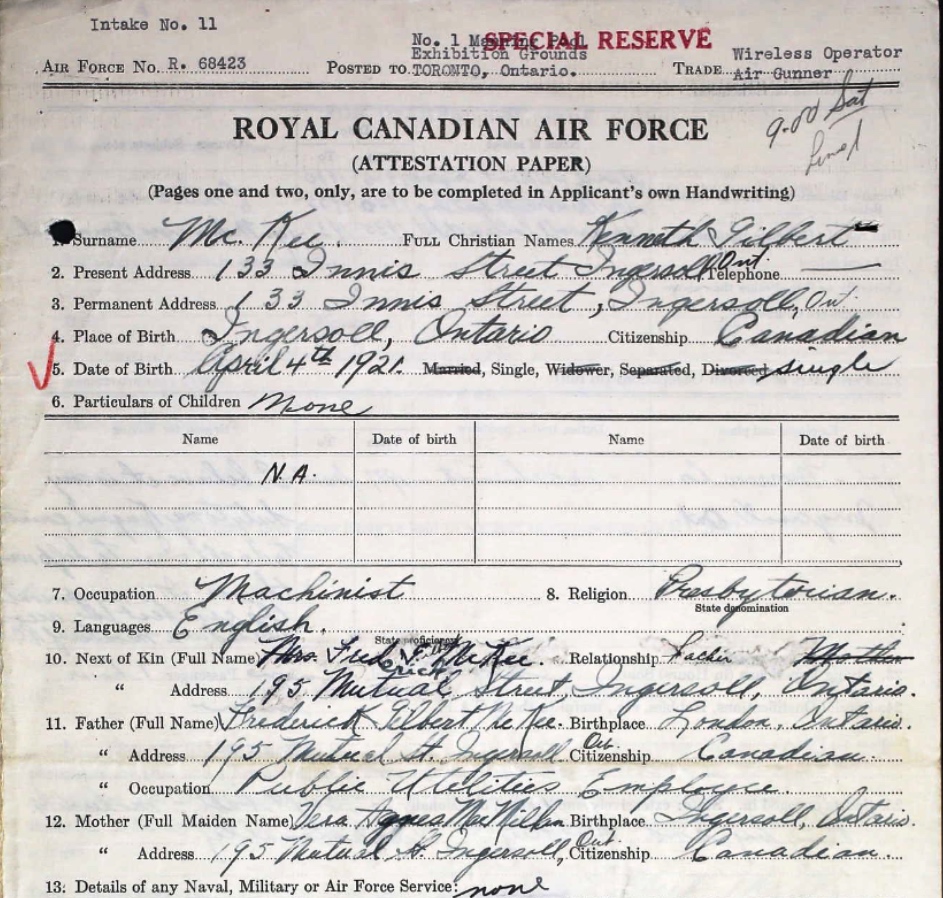 Intake No. 11
SPECIAL RESERVE
No. 1 Manning Pool
Exhibition Grounds
AIR FORCE No. R. 68423 POSTED TO TORONTO, Ontario. TRADE Wireless Operator Air Gunner
9.00 Sat
ROYAL CANADIAN AIR FORCE
(ATTESTATION PAPER)
(Pages one and two, only, are to be completed in Applicant's own Handwriting)
1. Surname Mc. Kee. FULL Christian Names Kenneth Gilbert
2. Present Address 133 Innis Street Ingersoll Ont Telephone
3. Permanent Address 133 Innis Street, Ingersoll, Ont.
4. Place of Birth Ingersoll, Ontario Citizenship Canadian
5. Date of Birth April 4th 1921. Married, Single, Widower, Separated, Divorced single
6. Particulars of Children None
Name Date of birth Name Date of birth
N.A.
7. Occupation Machinist 8. Religion Presbyterian.
State denomination
9. Languages English.
State proficiency
10. Next of Kin (Full Name) Mrs. Fred McKee. Relationship Father Mother
" Address 195 Mutual Street, Ingersoll, Ontario.
11. Father (Full Name) Frederick Gilbert McKee. Birthplace London, Ontario.
" Address 195 Mutual St. Ingersoll Ont. Citizenship Canadian.
" Occupation Public Utilities Employee.
12. Mother (Full Maiden Name) Vera Agnes MacMillan Birthplace Ingersoll, Ontario.
" Address 195 Mutual St. Ingersoll, Ont. Citizenship Canadian.
13. Details of any Naval, Military or Air Force Service: none